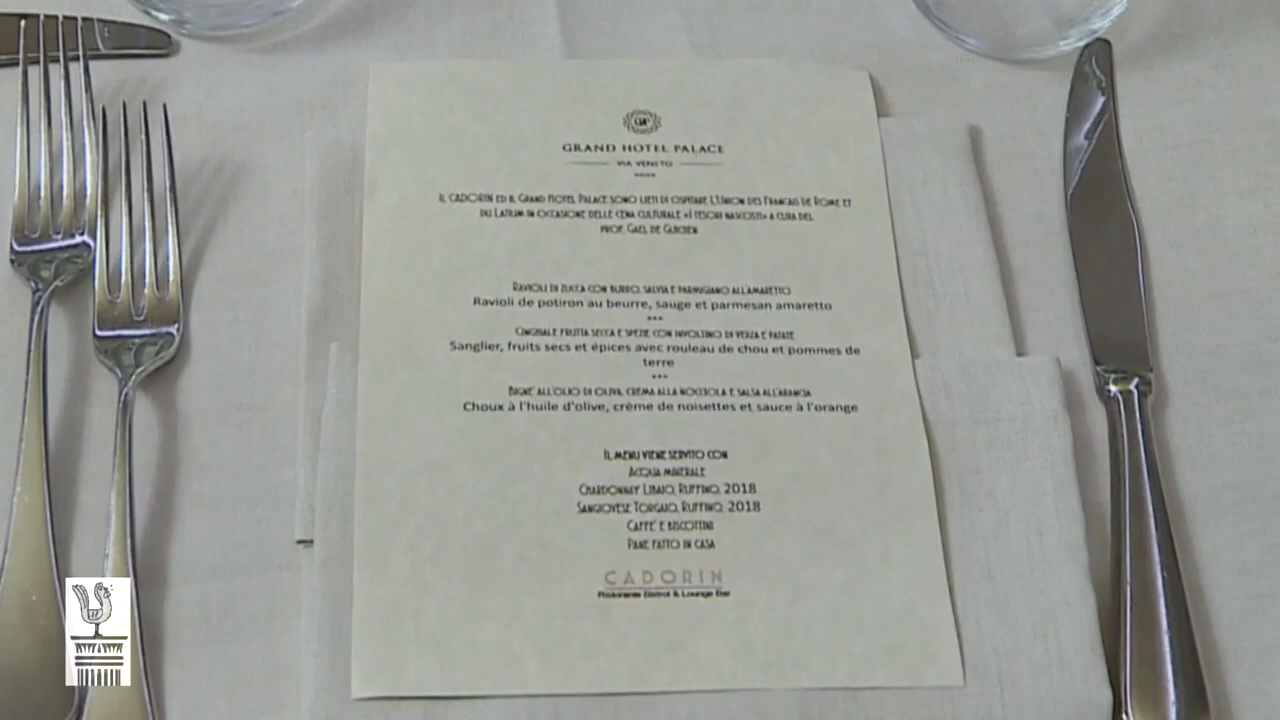 GP
GRAND HOTEL PALACE
VIA VENETO
ROMA
IL CADORIN ED IL GRAND HOTEL PALACE SONO LIETI DI OSPITARE L'UNION DES FRANCAIS DE ROME ET
DU LATIUM IN OCCASIONE DELLE CENA CULTURALE «I TESORI NASCOSTI» A CURA DEL
PROF. GAEL DE GUICHEN
RAVIOLI DI ZUCCA CON BURRO, SALVIA E PARMIGIANO ALL'AMARETTO
Ravioli de potiron au beurre, sauge et parmesan amaretto
***
CINGHIALE FRUTTA SECCA E SPEZIE CON INVOLTINO DI VERZA E PATATE
Sanglier, fruits secs et épices avec rouleau de chou et pommes de
terre
***
BIGNE' ALL'OLIO DI OLIVA, CREMA ALLA NOCCIOLA E SALSA ALL'ARANCIA
Choux à l'huile d'olive, crème de noisettes et sauce à l'orange
IL MENU VIENE SERVITO CON
ACQUA MINERALE
CHARDONNAY LIBAIO, RUFFINO, 2018
SANGIOVESE TORGAIO, RUFFINO, 2018
CAFFE' E BISCOTTINI
PANE FATTO IN CASA
CADORIN
Ristorante Bistrot & Lounge Bar